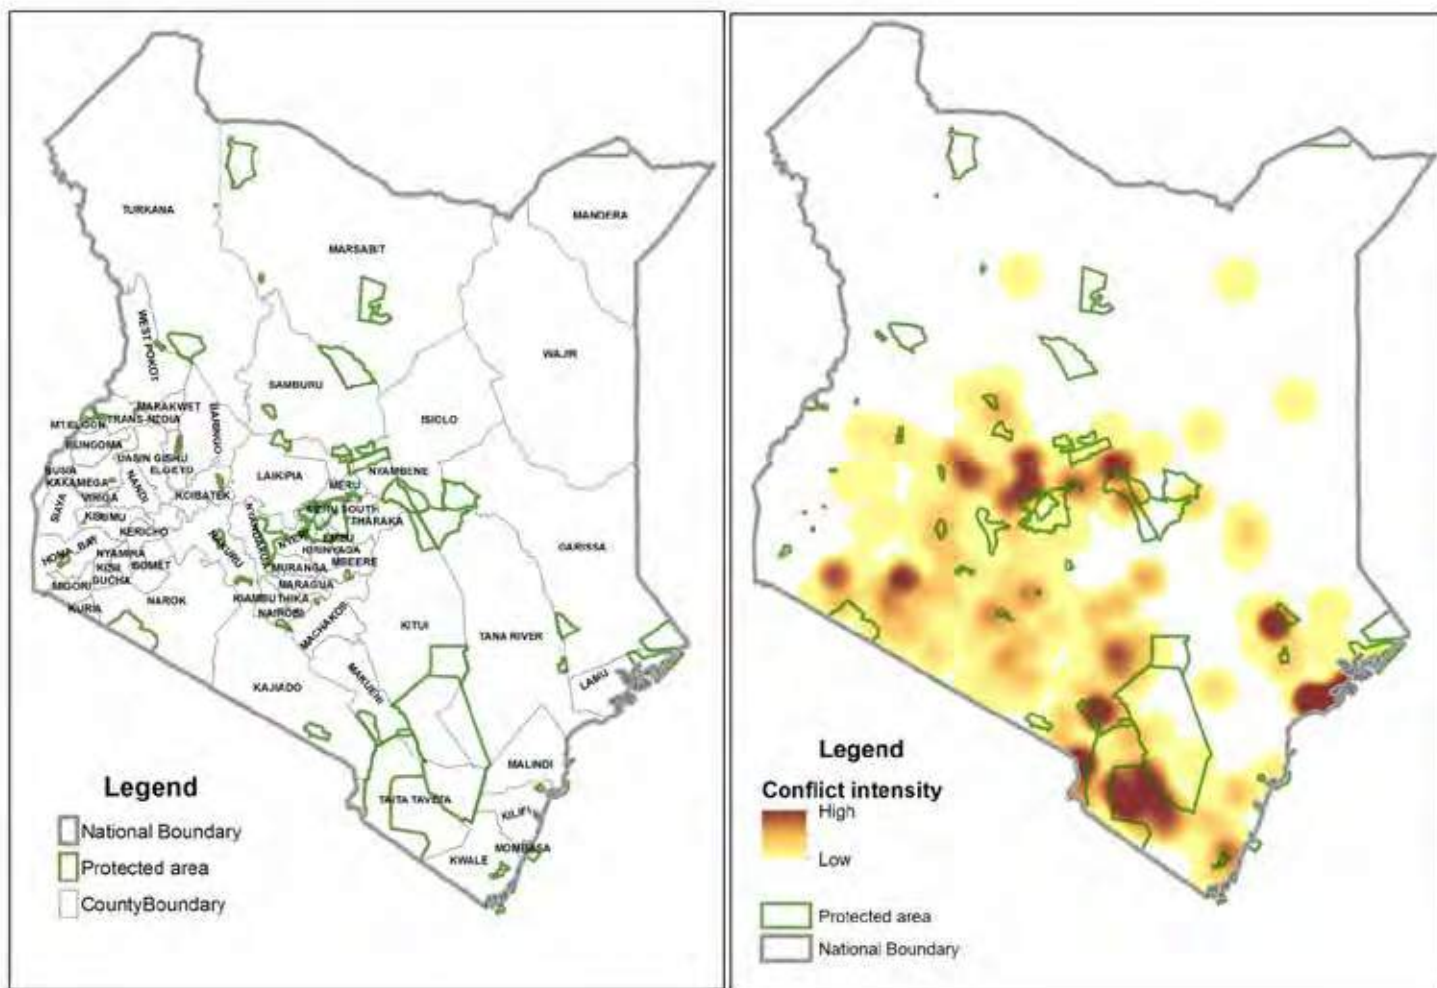 TURKANA
MANDERA
MARSABIT
WEST POKOT
WAJIR
SAMBURU
MARAKWET
TRANS-NZOIA
MT.ELGON
BARINGO
ISIOLO
BUNGOMA
UASIN GISHU
ELGEYO
LAIKIPIA
NYAMBENE
BUSIA
KAKAMEGA
NANDI
MERU
KOIBATEK
VIHIGA
SIAYA
MERU SOUTH
THARAKA
KISUMU
NYANDARUA
KERICHO
NYERI
EMBU
GARISSA
HOMA_BAY
NAKURU
KIRINYAGA
NYAMIRA
MBEERE
KISII
BOMET
MURANGA
GUCHA
MIGORI
MARAGUA
NAROK
KIAMBUTHIKA
KURIA
NAIROBI
MACHAKOS
KITUI
TANA RIVER
KAJIADO
MAKUENI
LAMU
MALINDI
TAITA TAVETA
KILIFI
MOMBASA
KWALE
Legend
National Boundary
Protected area
CountyBoundary
Legend
Conflict intensity
High
Low
Protected area
National Boundary